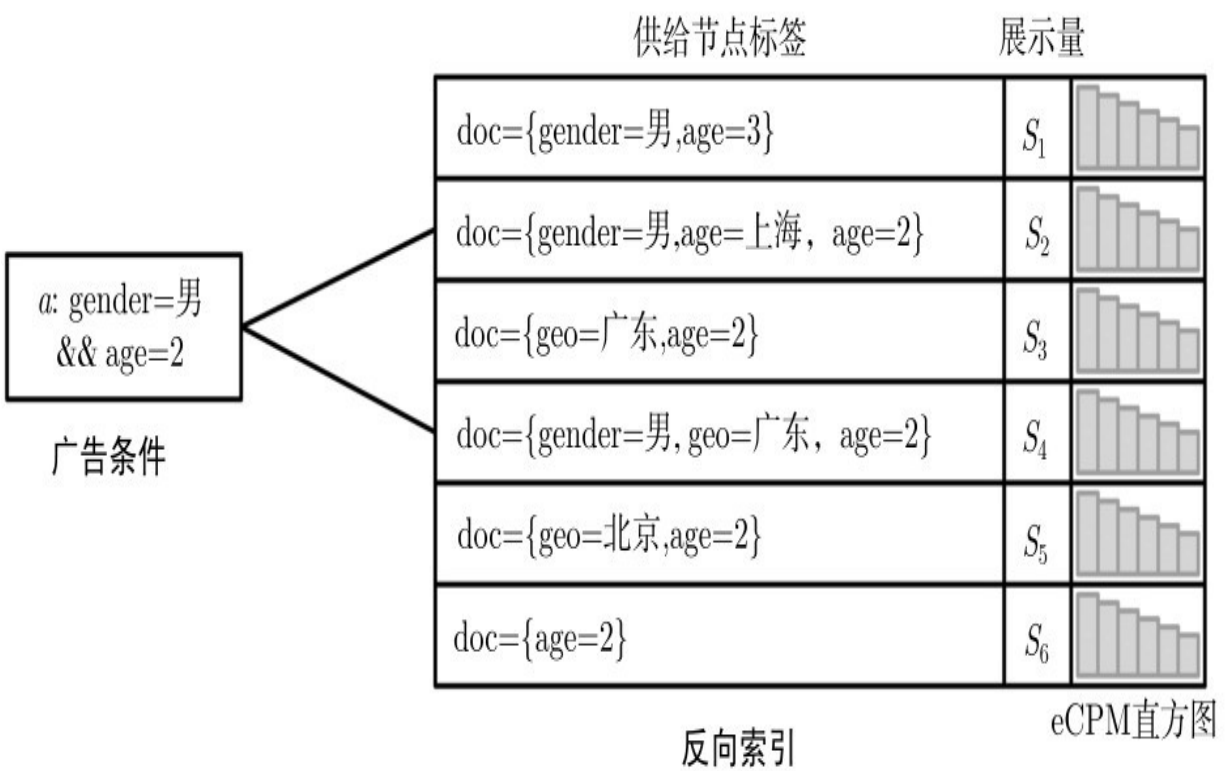 供给节点标签 展示量
doc={gender=男,age=3} S1
doc={gender=男,age=上海, age=2} S2
a: gender=男
&& age=2
doc={geo=广东,age=2} S3
广告条件
doc={gender=男, geo=广东, age=2} S4
doc={geo=北京,age=2} S5
doc={age=2} S6
eCPM直方图
反向索引